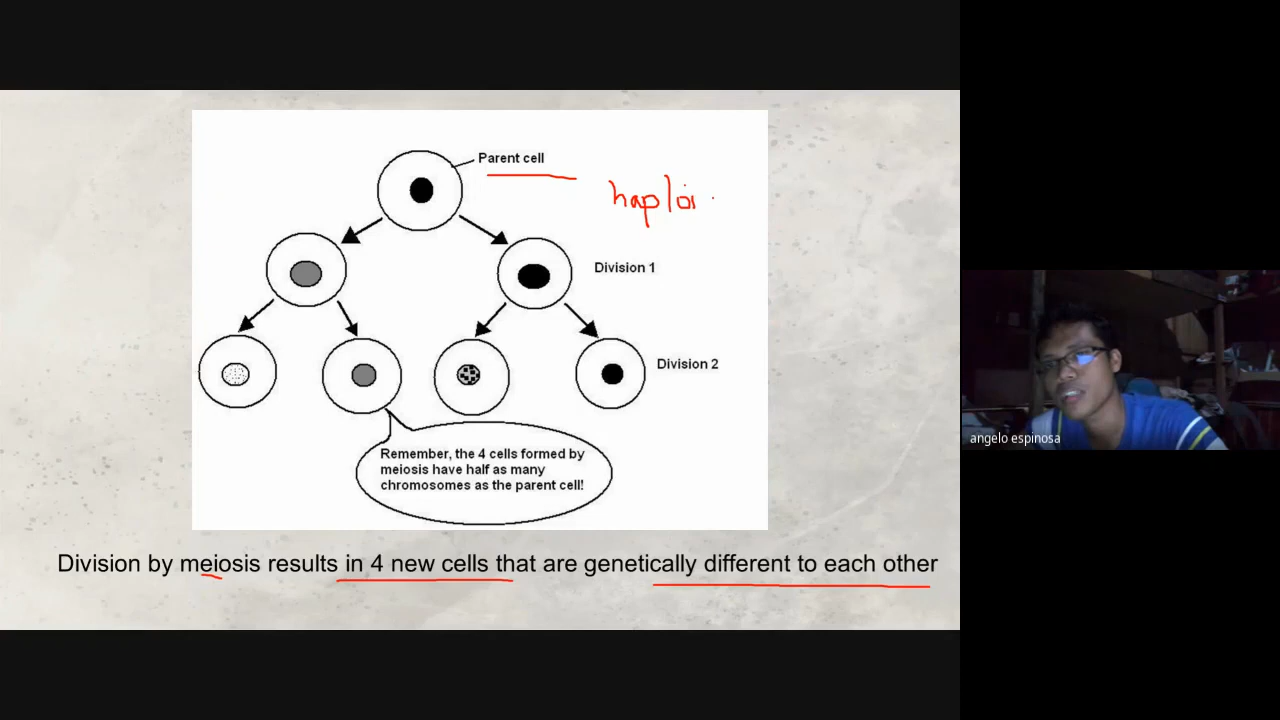 Parent cell
haploi
Division 1
Division 2
Remember, the 4 cells formed by
meiosis have half as many
chromosomes as the parent cell!
Division by meiosis results in 4 new cells that are genetically different to each other
angelo espinosa